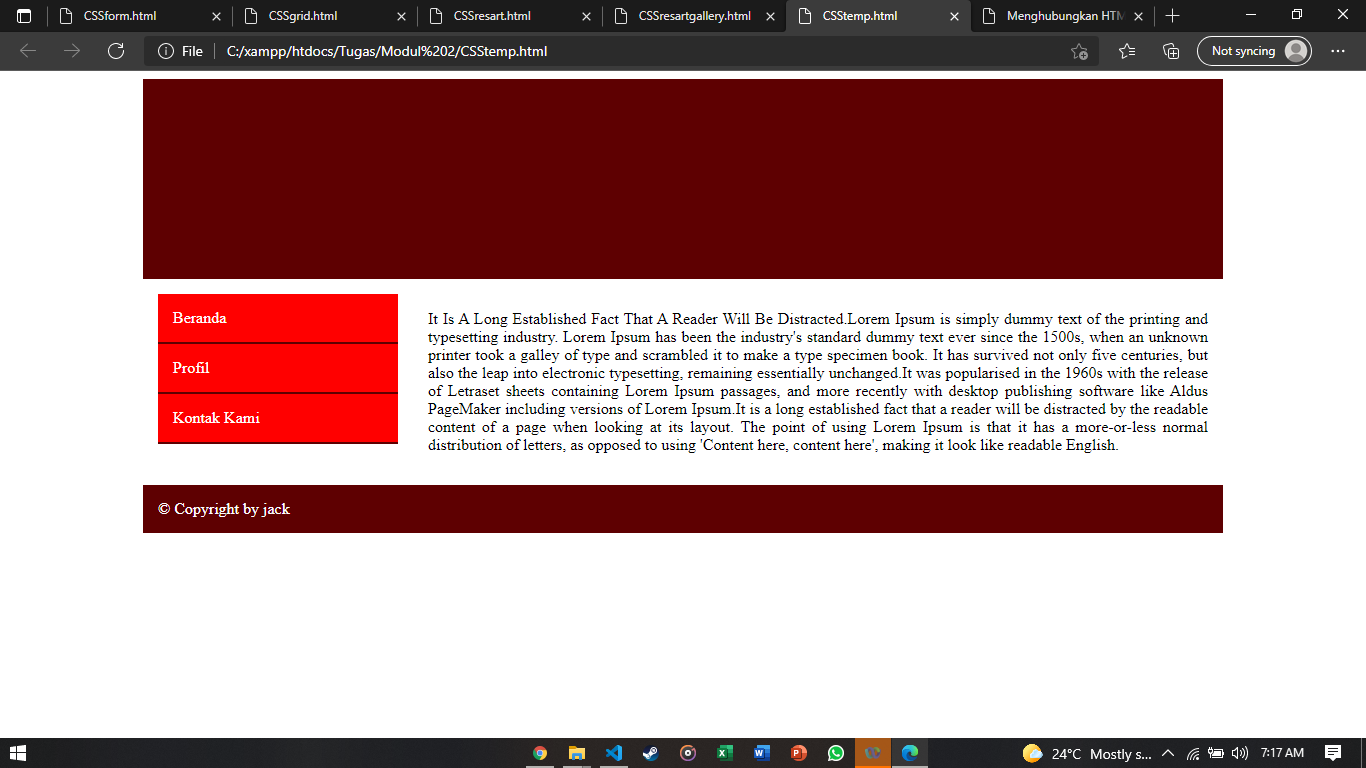 CSSform.html
CSSgrid.html
CSSresart.html
CSSresartgallery.html
CSStemp.html
Menghubungkan HTM
File
C:/xampp/htdocs/Tugas/Modul%202/CSStemp.html
Not syncing
Beranda
Profil
Kontak Kami
It Is A Long Established Fact That A Reader Will Be Distracted.Lorem Ipsum is simply dummy text of the printing and
typesetting industry. Lorem Ipsum has been the industry's standard dummy text ever since the 1500s, when an unknown
printer took a galley of type and scrambled it to make a type specimen book. It has survived not only five centuries, but
also the leap into electronic typesetting, remaining essentially unchanged.It was popularised in the 1960s with the release
of Letraset sheets containing Lorem Ipsum passages, and more recently with desktop publishing software like Aldus
PageMaker including versions of Lorem Ipsum.It is a long established fact that a reader will be distracted by the readable
content of a page when looking at its layout. The point of using Lorem Ipsum is that it has a more-or-less normal
distribution of letters, as opposed to using 'Content here, content here', making it look like readable English.
© Copyright by jack
24°C Mostly s...
7:17 AM